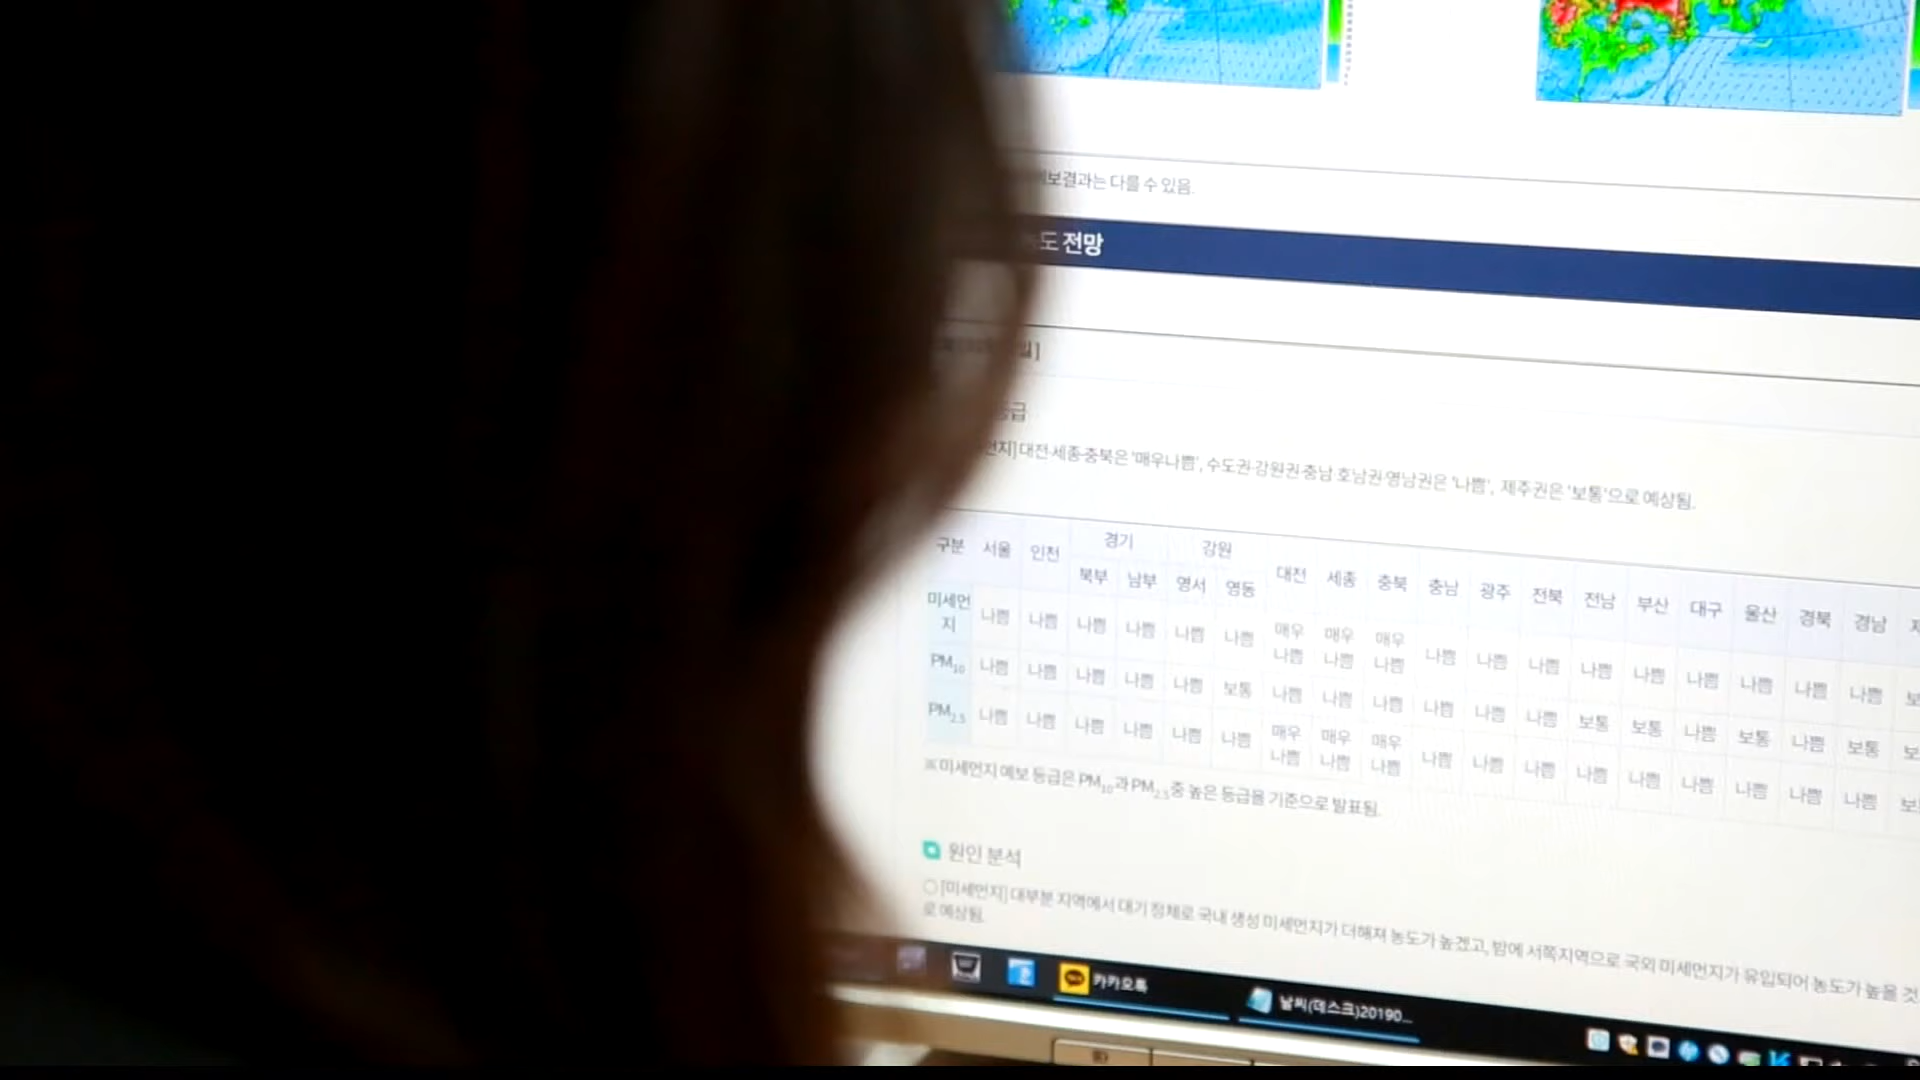 보결과는 다를 수 있음.
도 전망
일]
등급
먼지] 대전·세종·충북은 '매우나쁨', 수도권·강원권·충남·호남권·영남권은 '나쁨', 제주권은 '보통'으로 예상됨.
구분 서울 인천 경기 강원 대전 세종 충북 충남 광주 전북 전남 부산 대구 울산 경북 경남
북부 남부 영서 영동
미세먼지 나쁨 나쁨 나쁨 나쁨 나쁨 나쁨 매우나쁨 매우나쁨 매우나쁨 나쁨 나쁨 나쁨 나쁨 나쁨 나쁨 나쁨 나쁨 나쁨 보
PM10 나쁨 나쁨 나쁨 나쁨 나쁨 보통 나쁨 나쁨 나쁨 나쁨 나쁨 나쁨 보통 보통 나쁨 보통 나쁨 보통 보
PM2.5 나쁨 나쁨 나쁨 나쁨 나쁨 나쁨 매우나쁨 매우나쁨 매우나쁨 나쁨 나쁨 나쁨 나쁨 나쁨 나쁨 나쁨 나쁨 나쁨 보
※ 미세먼지 예보 등급은 PM10과 PM2.5 중 높은 등급을 기준으로 발표됨.
원인 분석
○ [미세먼지] 대부분 지역에서 대기 정체로 국내 생성 미세먼지가 더해져 농도가 높겠고, 밤에 서쪽지역으로 국외 미세먼지가 유입되어 농도가 높을 것
로 예상됨.
카카오톡
날씨(데스크)20190...